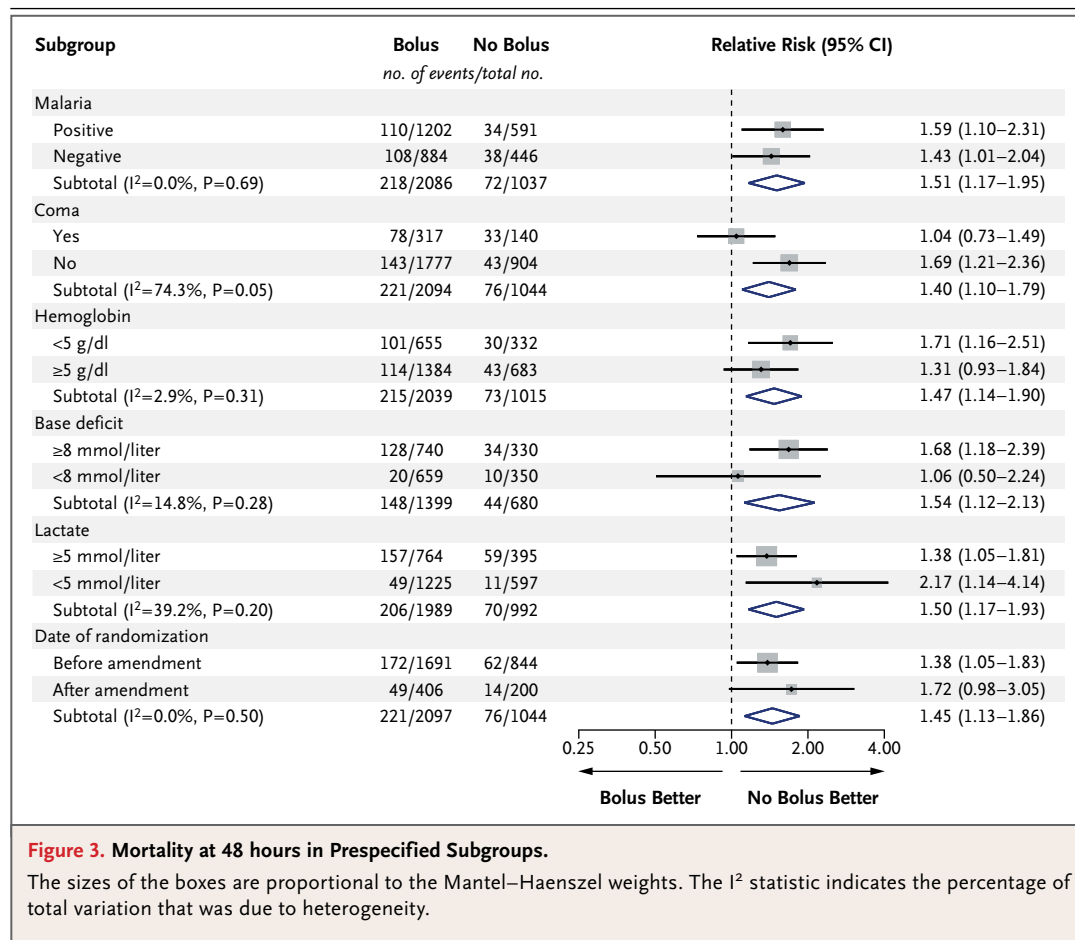 Subgroup Bolus No Bolus Relative Risk (95% CI)
no. of events/total no.
Malaria
Positive 110/1202 34/591 1.59 (1.10–2.31)
Negative 108/884 38/446 1.43 (1.01–2.04)
Subtotal (I²=0.0%, P=0.69) 218/2086 72/1037 1.51 (1.17–1.95)
Coma
Yes 78/317 33/140 1.04 (0.73–1.49)
No 143/1777 43/904 1.69 (1.21–2.36)
Subtotal (I²=74.3%, P=0.05) 221/2094 76/1044 1.40 (1.10–1.79)
Hemoglobin
<5 g/dl 101/655 30/332 1.71 (1.16–2.51)
≥5 g/dl 114/1384 43/683 1.31 (0.93–1.84)
Subtotal (I²=2.9%, P=0.31) 215/2039 73/1015 1.47 (1.14–1.90)
Base deficit
≥8 mmol/liter 128/740 34/330 1.68 (1.18–2.39)
<8 mmol/liter 20/659 10/350 1.06 (0.50–2.24)
Subtotal (I²=14.8%, P=0.28) 148/1399 44/680 1.54 (1.12–2.13)
Lactate
≥5 mmol/liter 157/764 59/395 1.38 (1.05–1.81)
<5 mmol/liter 49/1225 11/597 2.17 (1.14–4.14)
Subtotal (I²=39.2%, P=0.20) 206/1989 70/992 1.50 (1.17–1.93)
Date of randomization
Before amendment 172/1691 62/844 1.38 (1.05–1.83)
After amendment 49/406 14/200 1.72 (0.98–3.05)
Subtotal (I²=0.0%, P=0.50) 221/2097 76/1044 1.45 (1.13–1.86)
0.25 0.50 1.00 2.00 4.00
Bolus Better No Bolus Better
Figure 3. Mortality at 48 hours in Prespecified Subgroups.
The sizes of the boxes are proportional to the Mantel–Haenszel weights. The I² statistic indicates the percentage of
total variation that was due to heterogeneity.